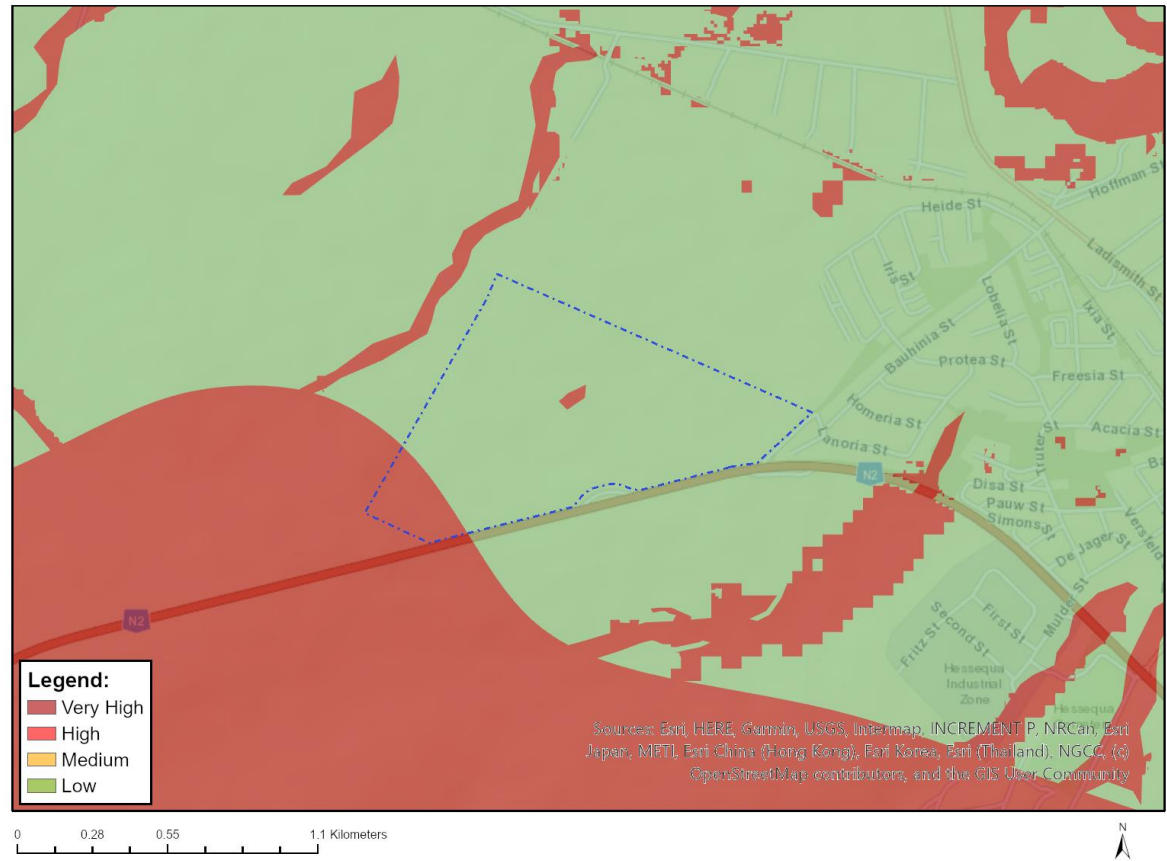 Hoffman St
Heide St
Ladismith St
Iris St
Lobelia St
Ixia St
Bauhinia St
Protea St
Freesia St
Homeria St
Acacia St
Lanoria St
Truter St
N2
Disa St
Pauw St
Simons St
Versfeld
De Jager St
Mulder St
First St
Second St
Fritz St
N2
Hessequa
Industrial
Zone
Hessequa
Legend:
Very High
High
Medium
Low
Sources: Esri, HERE, Garmin, USGS, Intermap, INCREMENT P, NRCan, Esri
Japan, METI, Esri China (Hong Kong), Esri Korea, Esri (Thailand), NGCC, (c)
OpenStreetMap contributors, and the GIS User Community
0 0.28 0.55 1.1 Kilometers
N